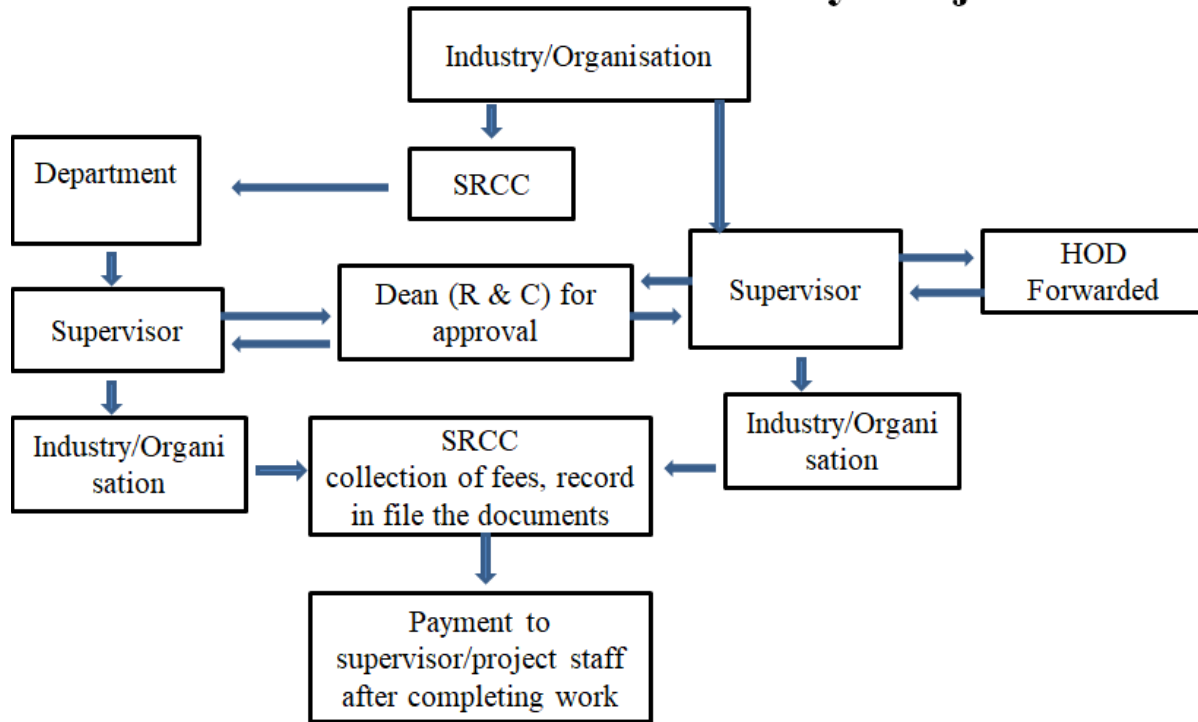 Industry/Organisation
Department
SRCC
Supervisor
HOD
Forwarded
Dean (R & C) for
approval
Supervisor
Industry/Organi
sation
SRCC
collection of fees, record
in file the documents
Industry/Organi
sation
Payment to
supervisor/project staff
after completing work